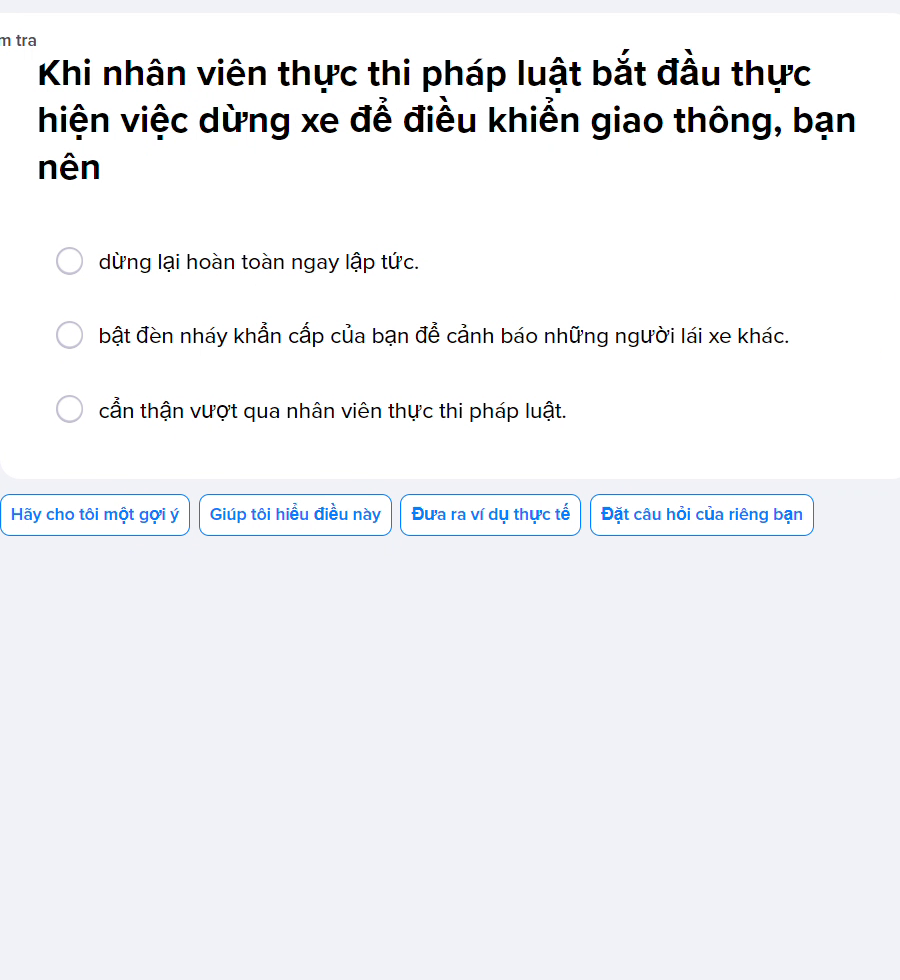 m tra
Khi nhân viên thực thi pháp luật bắt đầu thực
hiện việc dừng xe để điều khiển giao thông, bạn
nên
dừng lại hoàn toàn ngay lập tức.
bật đèn nháy khẩn cấp của bạn để cảnh báo những người lái xe khác.
cẩn thận vượt qua nhân viên thực thi pháp luật.
Hãy cho tôi một gợi ý
Giúp tôi hiểu điều này
Đưa ra ví dụ thực tế
Đặt câu hỏi của riêng bạn